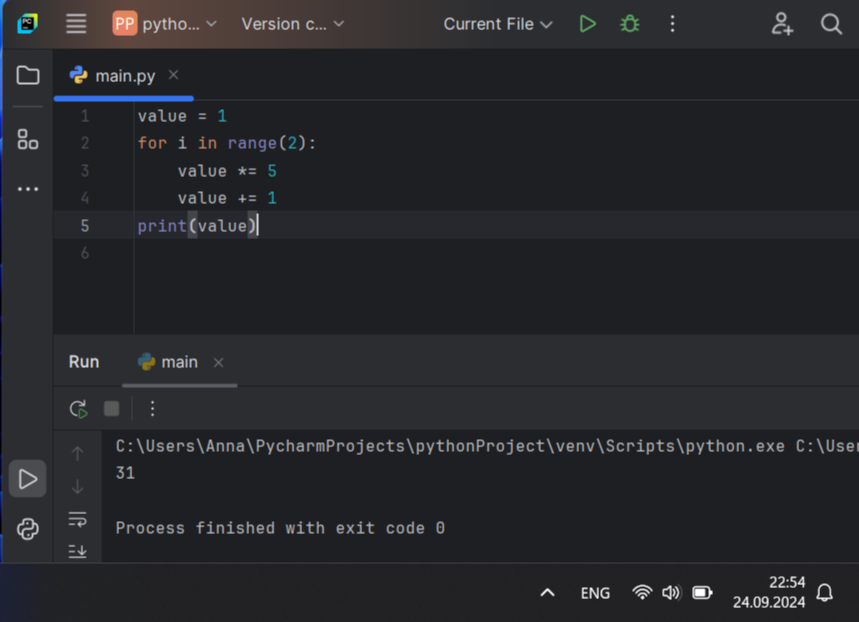 PC
PP pytho... Version c... Current File
main.py
1 value = 1
2 for i in range(2):
3 value *= 5
4 value += 1
5 print(value)
6
Run main
C:\Users\Anna\PycharmProjects\pythonProject\venv\Scripts\python.exe C:\User
31
Process finished with exit code 0
ENG
22:54
24.09.2024